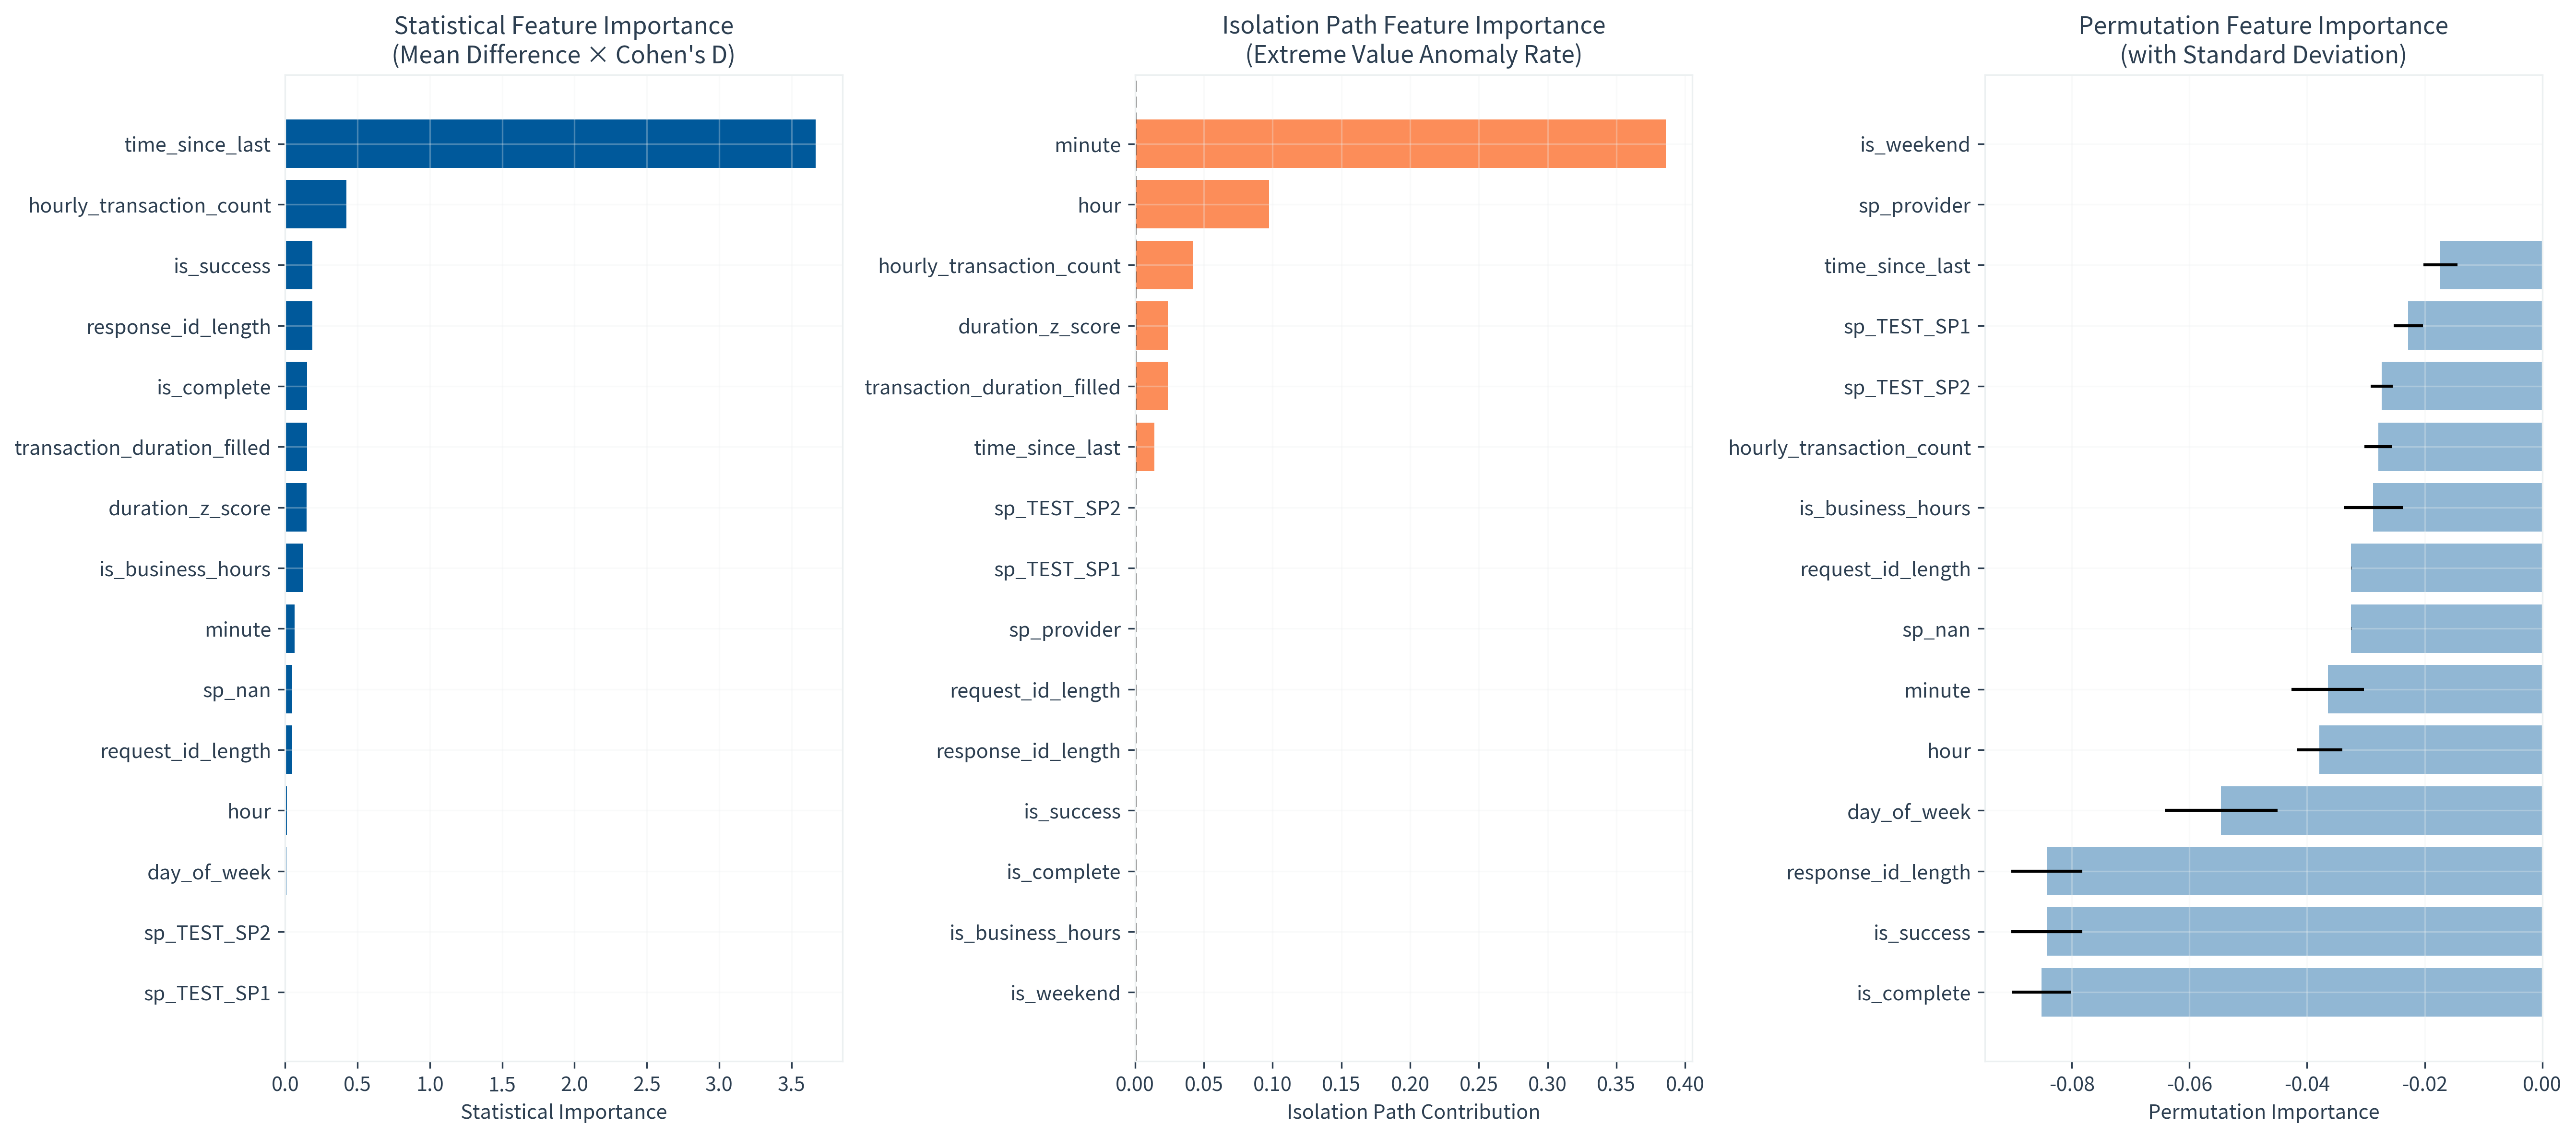 Statistical Feature Importance
(Mean Difference × Cohen's D)
time_since_last
hourly_transaction_count
is_success
response_id_length
is_complete
transaction_duration_filled
duration_z_score
is_business_hours
minute
sp_nan
request_id_length
hour
day_of_week
sp_TEST_SP2
sp_TEST_SP1
0.0 0.5 1.0 1.5 2.0 2.5 3.0 3.5
Statistical Importance
Isolation Path Feature Importance
(Extreme Value Anomaly Rate)
minute
hour
hourly_transaction_count
duration_z_score
transaction_duration_filled
time_since_last
sp_TEST_SP2
sp_TEST_SP1
sp_provider
request_id_length
response_id_length
is_success
is_complete
is_business_hours
is_weekend
0.00 0.05 0.10 0.15 0.20 0.25 0.30 0.35 0.40
Isolation Path Contribution
Permutation Feature Importance
(with Standard Deviation)
is_weekend
sp_provider
time_since_last
sp_TEST_SP1
sp_TEST_SP2
hourly_transaction_count
is_business_hours
request_id_length
sp_nan
minute
hour
day_of_week
response_id_length
is_success
is_complete
-0.08 -0.06 -0.04 -0.02 0.00
Permutation Importance